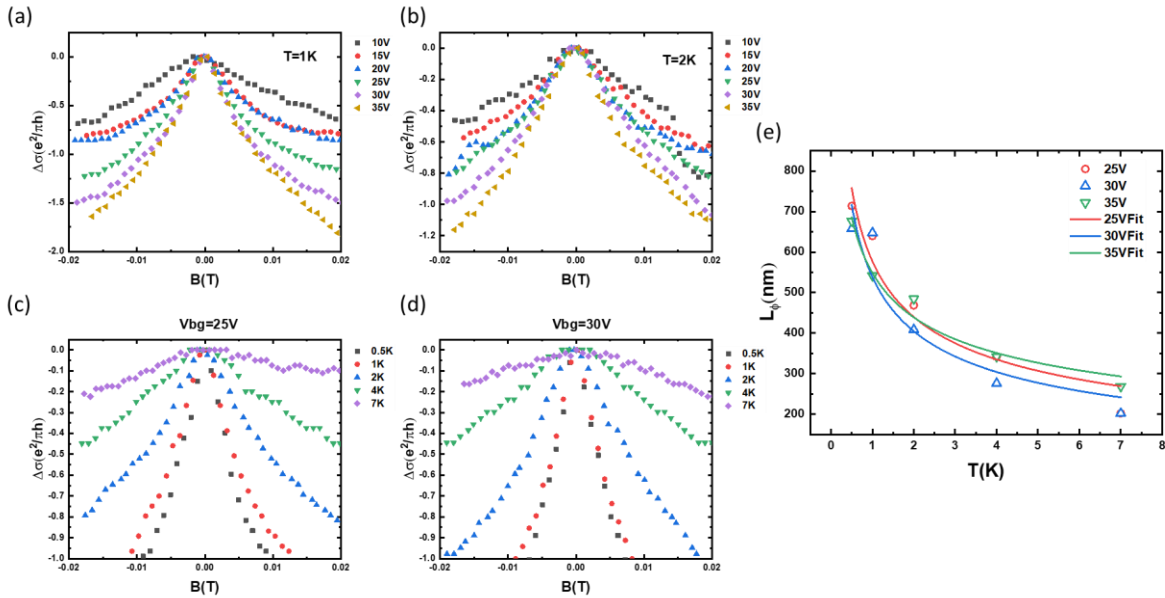 (a)
T=1K
10V
15V
20V
25V
30V
35V
0.0
-0.5
-1.0
-1.5
-2.0
-0.02
-0.01
0.00
0.01
0.02
Δσ(e²/πh)
B(T)
(b)
T=2K
10V
15V
20V
25V
30V
35V
0.0
-0.2
-0.4
-0.6
-0.8
-1.0
-1.2
-0.02
-0.01
0.00
0.01
0.02
Δσ(e²/πh)
B(T)
(c)
Vbg=25V
0.5K
1K
2K
4K
7K
0.0
-0.1
-0.2
-0.3
-0.4
-0.5
-0.6
-0.7
-0.8
-0.9
-1.0
-0.02
-0.01
0.00
0.01
0.02
Δσ(e²/πh)
B(T)
(d)
Vbg=30V
0.5K
1K
2K
4K
7K
0.0
-0.1
-0.2
-0.3
-0.4
-0.5
-0.6
-0.7
-0.8
-0.9
-1.0
-0.02
-0.01
0.00
0.01
0.02
Δσ(e²/πh)
B(T)
(e)
25V
30V
35V
25VFit
30VFit
35VFit
800
700
600
500
400
300
200
0
1
2
3
4
5
6
7
8
L_ϕ(nm)
T(K)